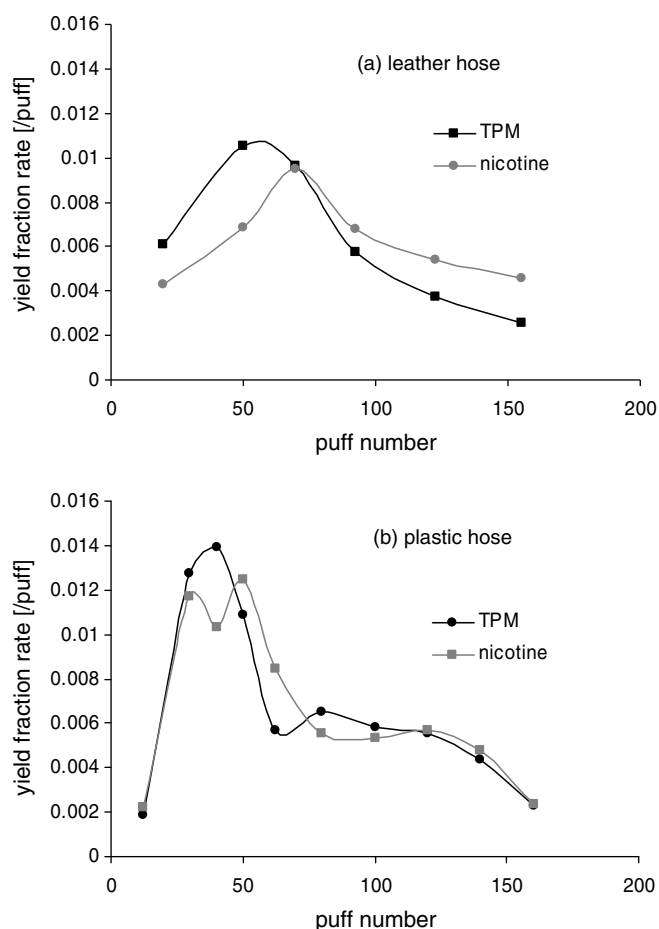 0.016
0.014
0.012
0.01
0.008
0.006
0.004
0.002
0
yield fraction rate [/puff]
(a) leather hose
TPM
nicotine
0 50 100 150 200
puff number
0.016
0.014
0.012
0.01
0.008
0.006
0.004
0.002
0
yield fraction rate [/puff]
(b) plastic hose
TPM
nicotine
0 50 100 150 200
puff number